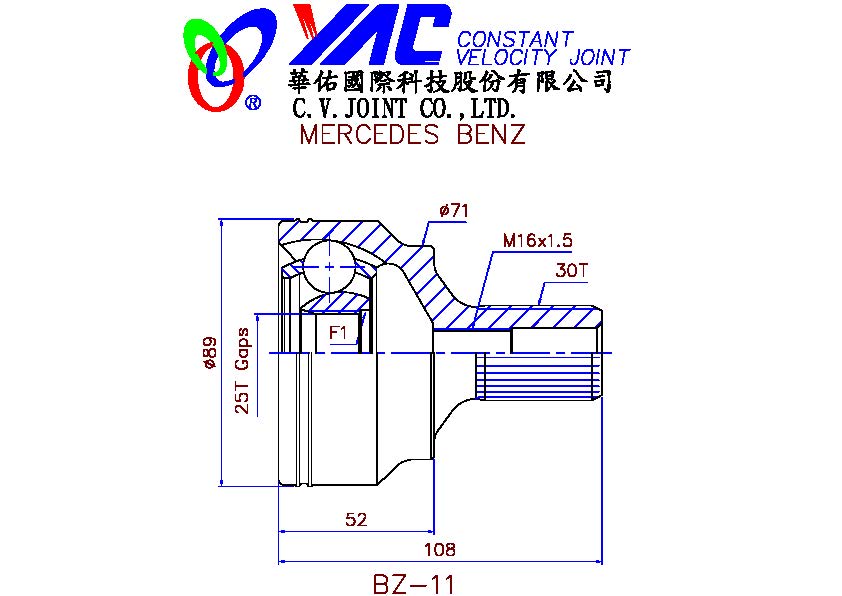 YAC CONSTANT
VELOCITY JOINT
華佑國際科技股份有限公司
®
C.V.JOINT CO.,LTD.
MERCEDES BENZ
ø71
M16x1.5
30T
F1
ø89
25T Gaps
52
108
BZ-11